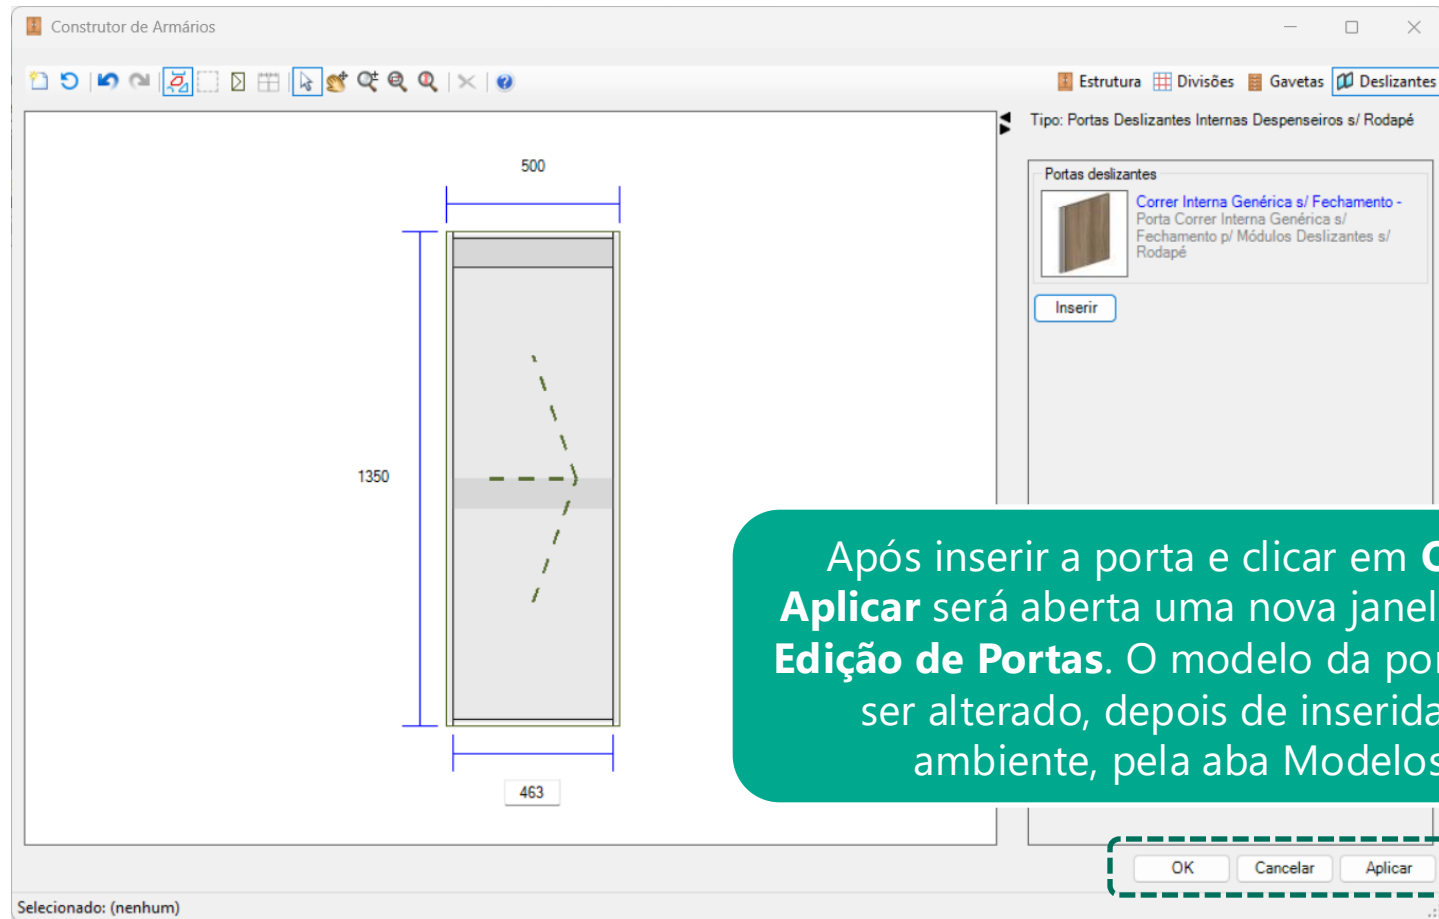 Construtor de Armários
Estrutura Divisões Gavetas Deslizantes
Tipo: Portas Deslizantes Internas Despenseiros s/ Rodapé
Portas deslizantes
Correr Interna Genérica s/ Fechamento -
Porta Correr Interna Genérica s/
Fechamento p/ Módulos Deslizantes s/
Rodapé
Inserir
500
1350
463
Após inserir a porta e clicar em
Aplicar será aberta uma nova
Edição de Portas. O modelo da
ser alterado, depois de inserida
ambiente, pela aba Modelos
OK Cancelar Aplicar
Selecionado: (nenhum)